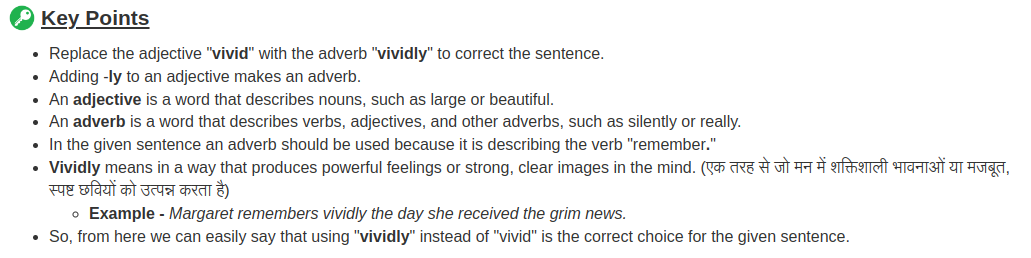 Key Points
Replace the adjective "vivid" with the adverb "vividly" to correct the sentence.
Adding -ly to an adjective makes an adverb.
An adjective is a word that describes nouns, such as large or beautiful.
An adverb is a word that describes verbs, adjectives, and other adverbs, such as silently or really.
In the given sentence an adverb should be used because it is describing the verb "remember."
Vividly means in a way that produces powerful feelings or strong, clear images in the mind. (एक तरह से जो मन में शक्तिशाली भावनाओं या मजबूत,
स्पष्ट छवियों को उत्पन्न करता है)
Example - Margaret remembers vividly the day she received the grim news.
So, from here we can easily say that using "vividly" instead of "vivid" is the correct choice for the given sentence.